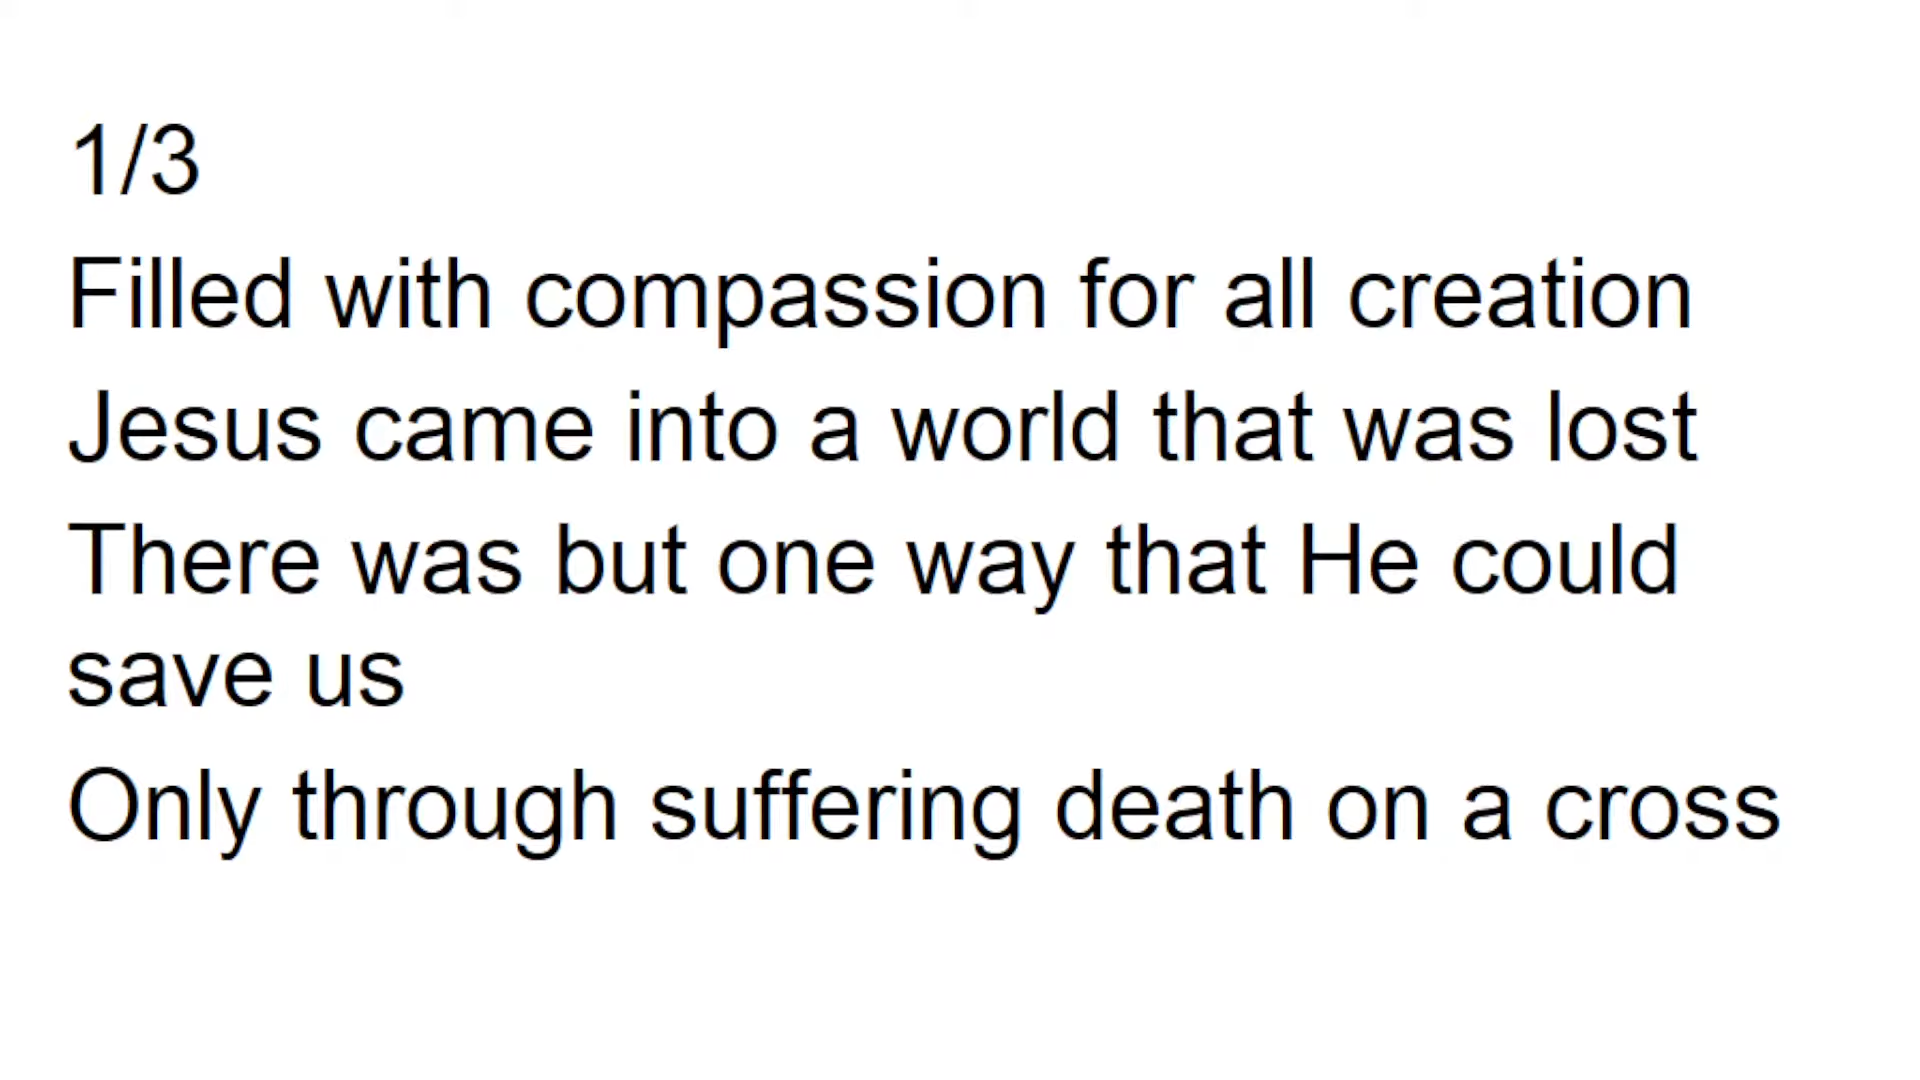 1/3
Filled with compassion for all creation
Jesus came into a world that was lost
There was but one way that He could
save us
Only through suffering death on a cross